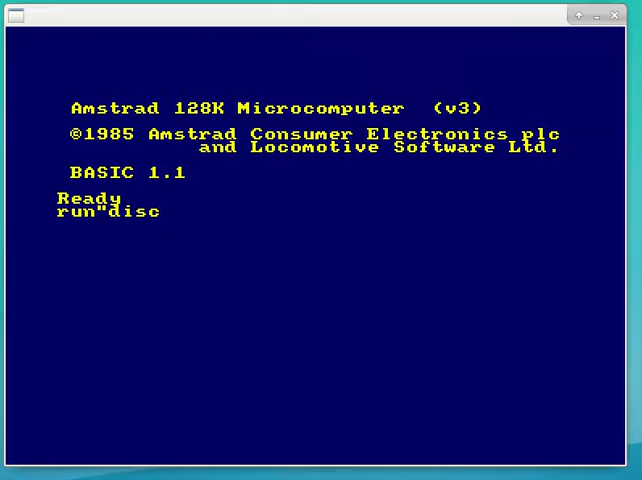 Amstrad 128K Microcomputer (v3)
©1985 Amstrad Consumer Electronics plc
and Locomotive Software Ltd.
BASIC 1.1
Ready
run"disc